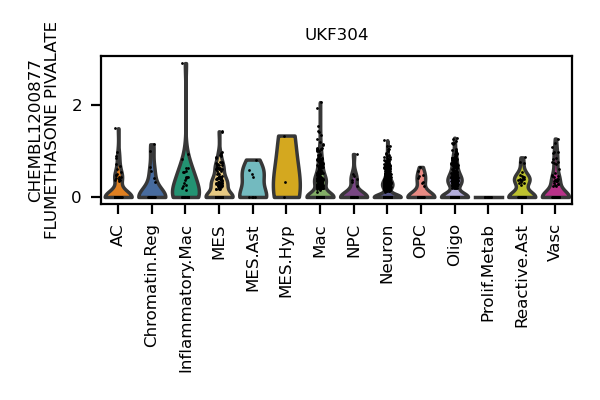 UKF304
CHEMBL1200877
FLUMETHASONE PIVALATE
2
0
AC
Chromatin.Reg
Inflammatory.Mac
MES
MES.Ast
MES.Hyp
Mac
NPC
Neuron
OPC
Oligo
Prolif.Metab
Reactive.Ast
Vasc